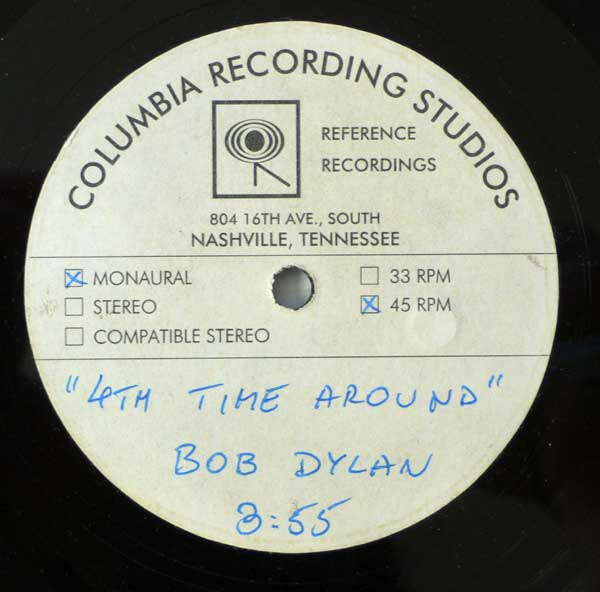 COLUMBIA RECORDING STUDIOS
REFERENCE
RECORDINGS
804 16TH AVE., SOUTH
NASHVILLE, TENNESSEE
MONAURAL
STEREO
COMPATIBLE STEREO
33 RPM
45 RPM
"4TH TIME AROUND"
BOB DYLAN
3:55